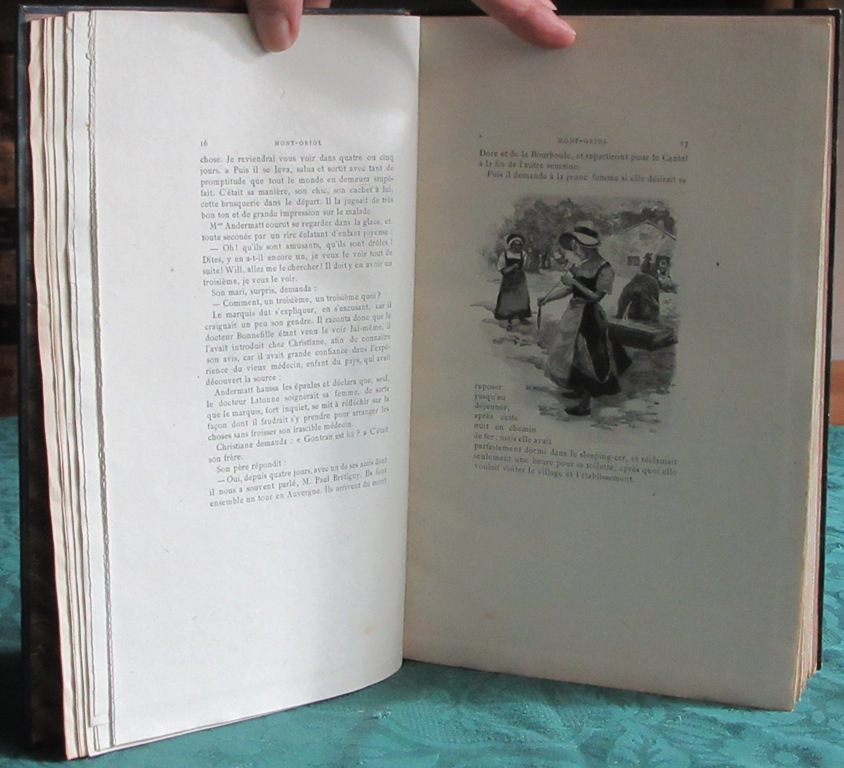 16 MONT-ORIOL
chose. Je reviendrai vous voir dans quatre ou cinq
jours. » Puis il se leva, salua et sortit avec tant de
promptitude que tout le monde en demeura stupé-
fait. C'était sa manière, son chic, son cachet à lui,
cette brusquerie dans le départ. Il la jugeait de très
bon ton et de grande impression sur le malade.
Mme Andermatt courut se regarder dans la glace, et,
toute secouée par un rire éclatant d'enfant joyeuse :
— Oh! qu'ils sont amusants, qu'ils sont drôles !
Dites, y en a-t-il encore un, je veux le voir tout de
suite! Will, allez me le chercher! Il doit y en avoir un
troisième, je veux le voir.
Son mari, surpris, demanda :
— Comment, un troisième, un troisième quoi ?
Le marquis dut s'expliquer, en s'excusant, car il
craignait un peu son gendre. Il raconta donc que le
docteur Bonnefille étant venu le voir lui-même, il
l'avait introduit chez Christiane, afin de connaître
son avis, car il avait grande confiance dans l'expé-
rience du vieux médecin, enfant du pays, qui avait
découvert la source :
Andermatt haussa les épaules et déclara que, seul,
le docteur Latonne soignerait sa femme, de sorte
que le marquis, fort inquiet, se mit à réfléchir sur la
façon dont il faudrait s'y prendre pour arranger les
choses sans froisser son irascible médecin.
Christiane demanda : « Gontran est ici ? » C'était
son frère.
Son père répondit :
— Oui, depuis quatre jours, avec un de ses amis dont
il nous a souvent parlé, M. Paul Brétigny. Ils font
ensemble un tour en Auvergne. Ils arrivent du mont
MONT-ORIOL 17
Dore et de la Bourboule, et repartiront pour le Cantal
à la fin de l'autre semaine.
Puis il demanda à la jeune femme si elle désirait se
reposer
jusqu'au
déjeuner,
après cette
nuit en chemin
de fer; mais elle avait
parfaitement dormi dans le sleeping-car, et réclamait
seulement une heure pour sa toilette, après quoi elle
voulait visiter le village et l'établissement.